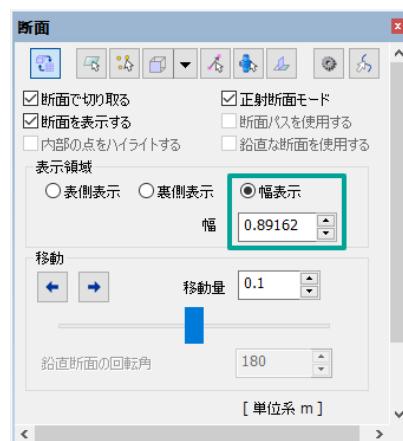 断面
断面で切り取る
正射断面モード
断面を表示する
断面パスを使用する
内部の点をハイライトする
鉛直な断面を使用する
表示領域
表側表示
裏側表示
幅表示
幅
0.89162
移動
移動量
0.1
鉛直断面の回転角
180
[ 単位系 m ]